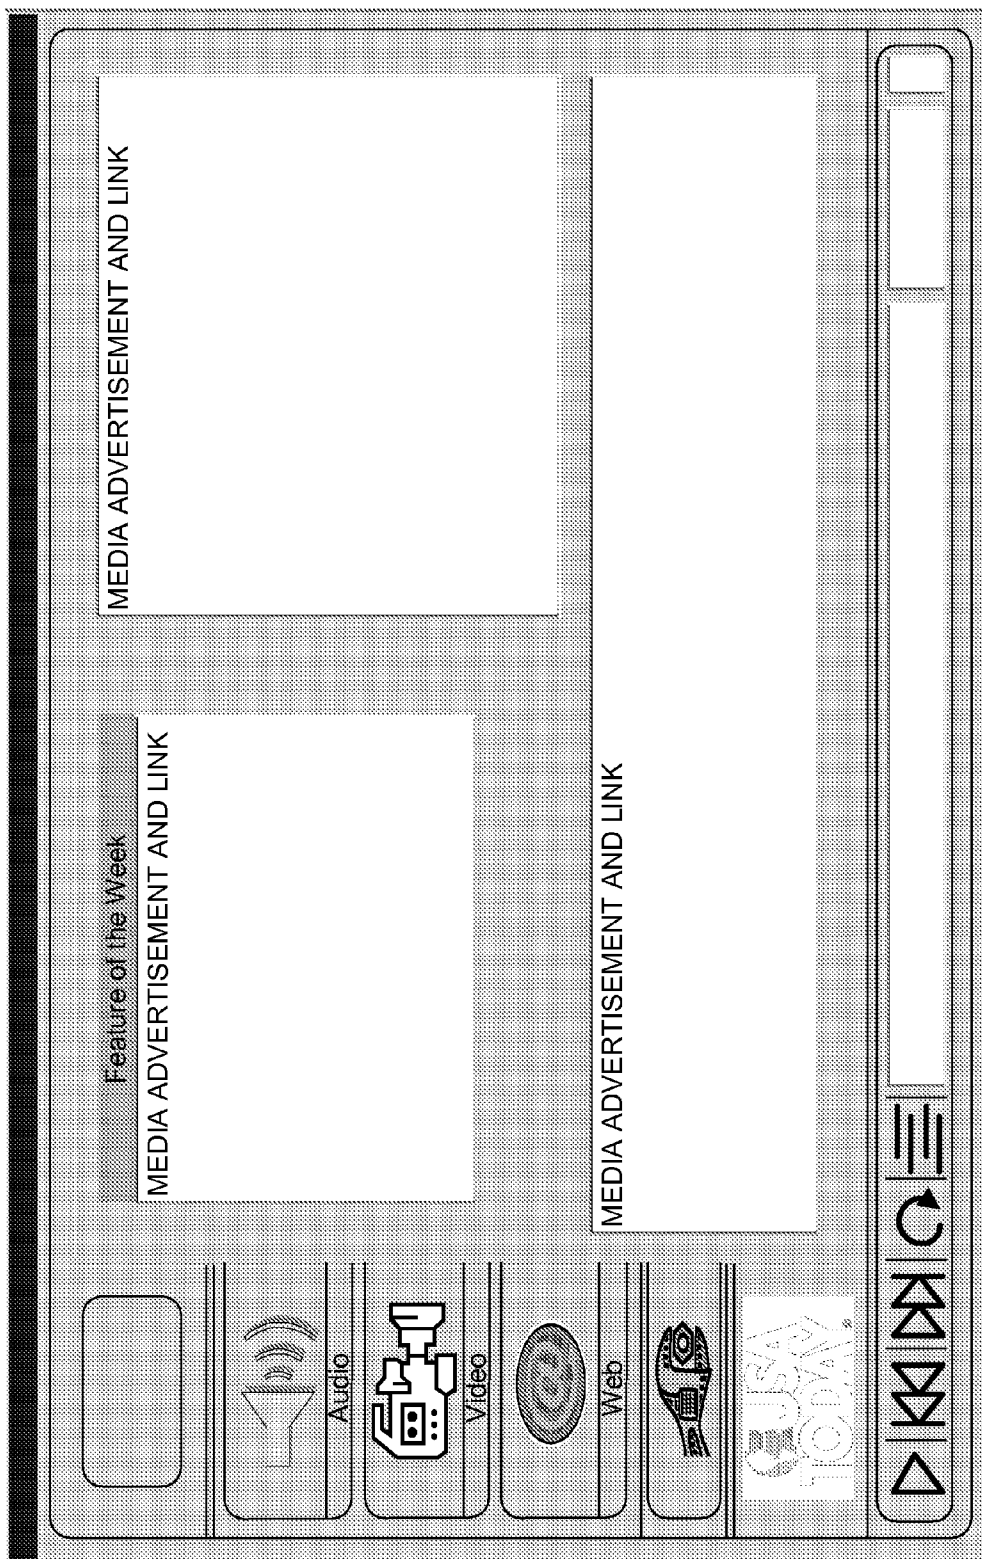 Feature of the Week
MEDIA ADVERTISEMENT AND LINK
MEDIA ADVERTISEMENT AND LINK
MEDIA ADVERTISEMENT AND LINK
Audio
Video
Web
USA
TODAY®